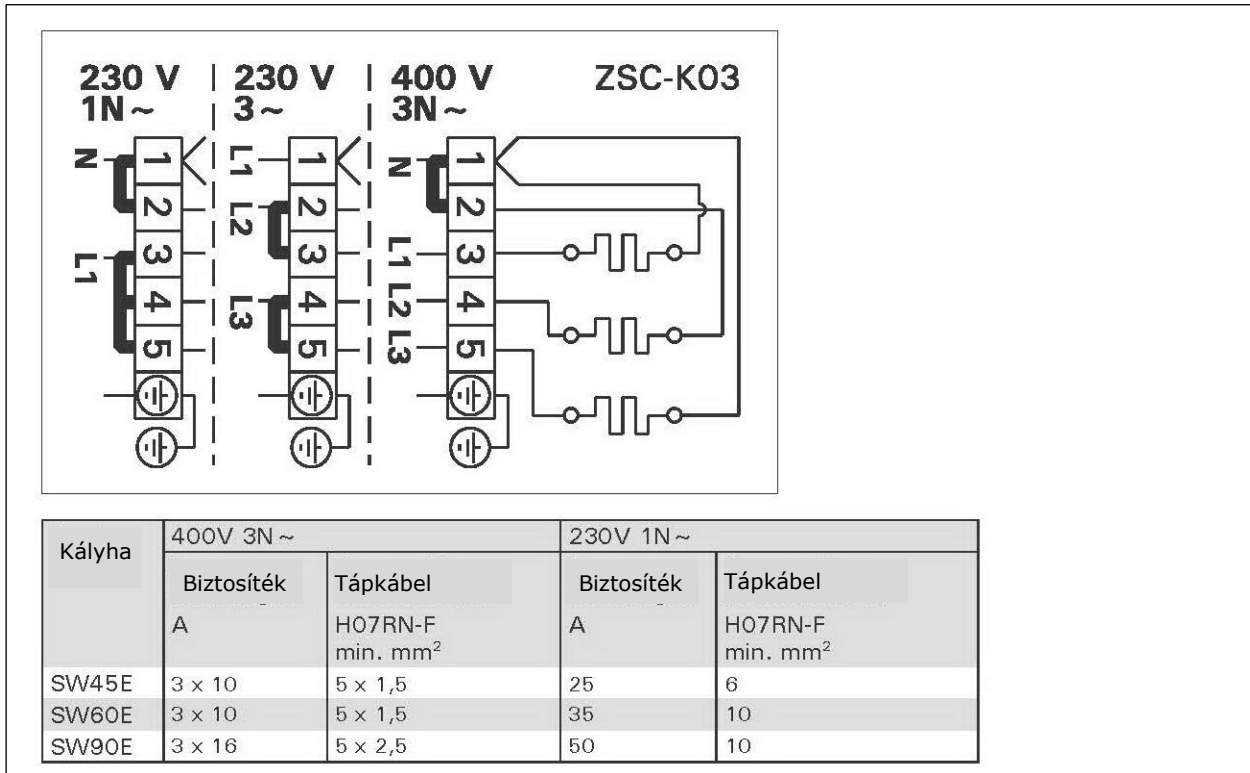 230 V
1N ~
230 V
3 ~
400 V
3N ~
ZSC-K03
N
1
2
3
4
5
L1
L1
L2
L3
1
2
3
4
5
N
L1
L2
L3
1
2
3
4
5
Kályha 400V 3N ~ 230V 1N ~
Biztosíték Tápkábel Biztosíték Tápkábel
A H07RN-F A H07RN-F
min. mm² min. mm²
SW45E 3 x 10 5 x 1,5 25 6
SW60E 3 x 10 5 x 1,5 35 10
SW90E 3 x 16 5 x 2,5 50 10